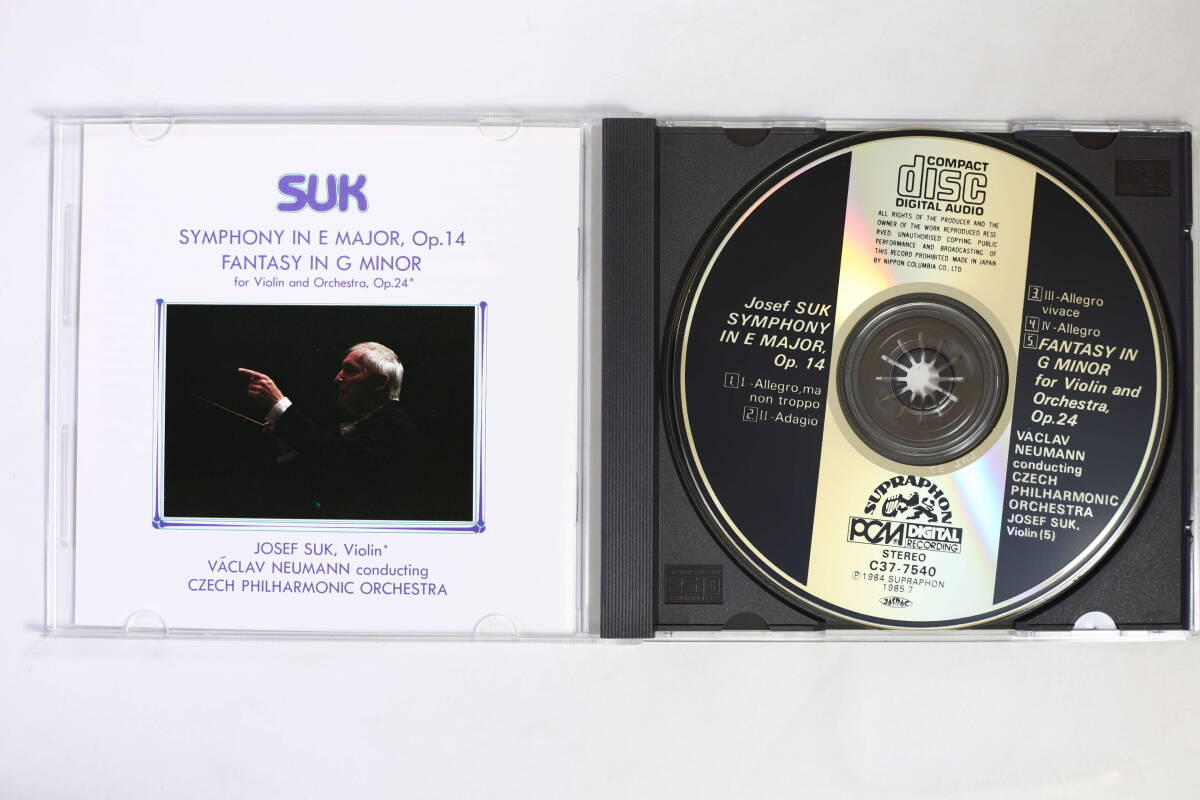 SUK
SYMPHONY IN E MAJOR, Op.14
FANTASY IN G MINOR
for Violin and Orchestra, Op.24*
JOSEF SUK, Violin*
VÁCLAV NEUMANN conducting
CZECH PHILHARMONIC ORCHESTRA
COMPACT
disc
DIGITAL AUDIO
ALL RIGHTS OF THE PRODUCER AND THE
OWNER OF THE WORK REPRODUCED RESE
RVED. UNAUTHORISED COPYING. PUBLIC
PERFORMANCE AND BROADCASTING OF
THIS RECORD PROHIBITED. MADE IN JAPAN
BY NIPPON COLUMBIA CO., LTD.
Josef SUK
SYMPHONY
IN E MAJOR,
Op. 14
1 I-Allegro, ma
non troppo
2 II-Adagio
3 III-Allegro
vivace
4 IV-Allegro
5 FANTASY IN
G MINOR
for Violin and
Orchestra,
Op.24
VÁCLAV
NEUMANN
conducting
CZECH
PHILHARMONIC
ORCHESTRA
JOSEF SUK,
Violin (5)
SUPRAPHON
PCM DIGITAL
RECORDING
STEREO
C37-7540
Ⓟ1984 SUPRAPHON
1985.7
JASRAC